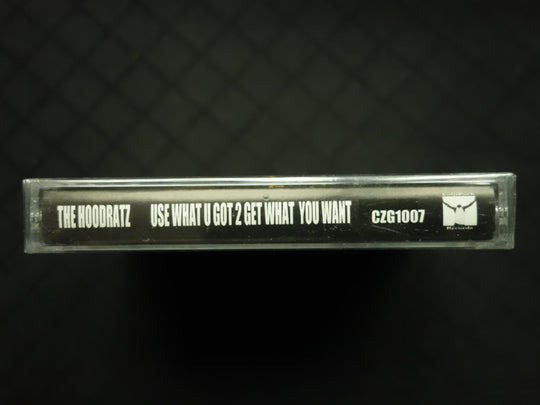 THE HOODRATZ USE WHAT U GOT 2 GET WHAT YOU WANT CZG1007
Records